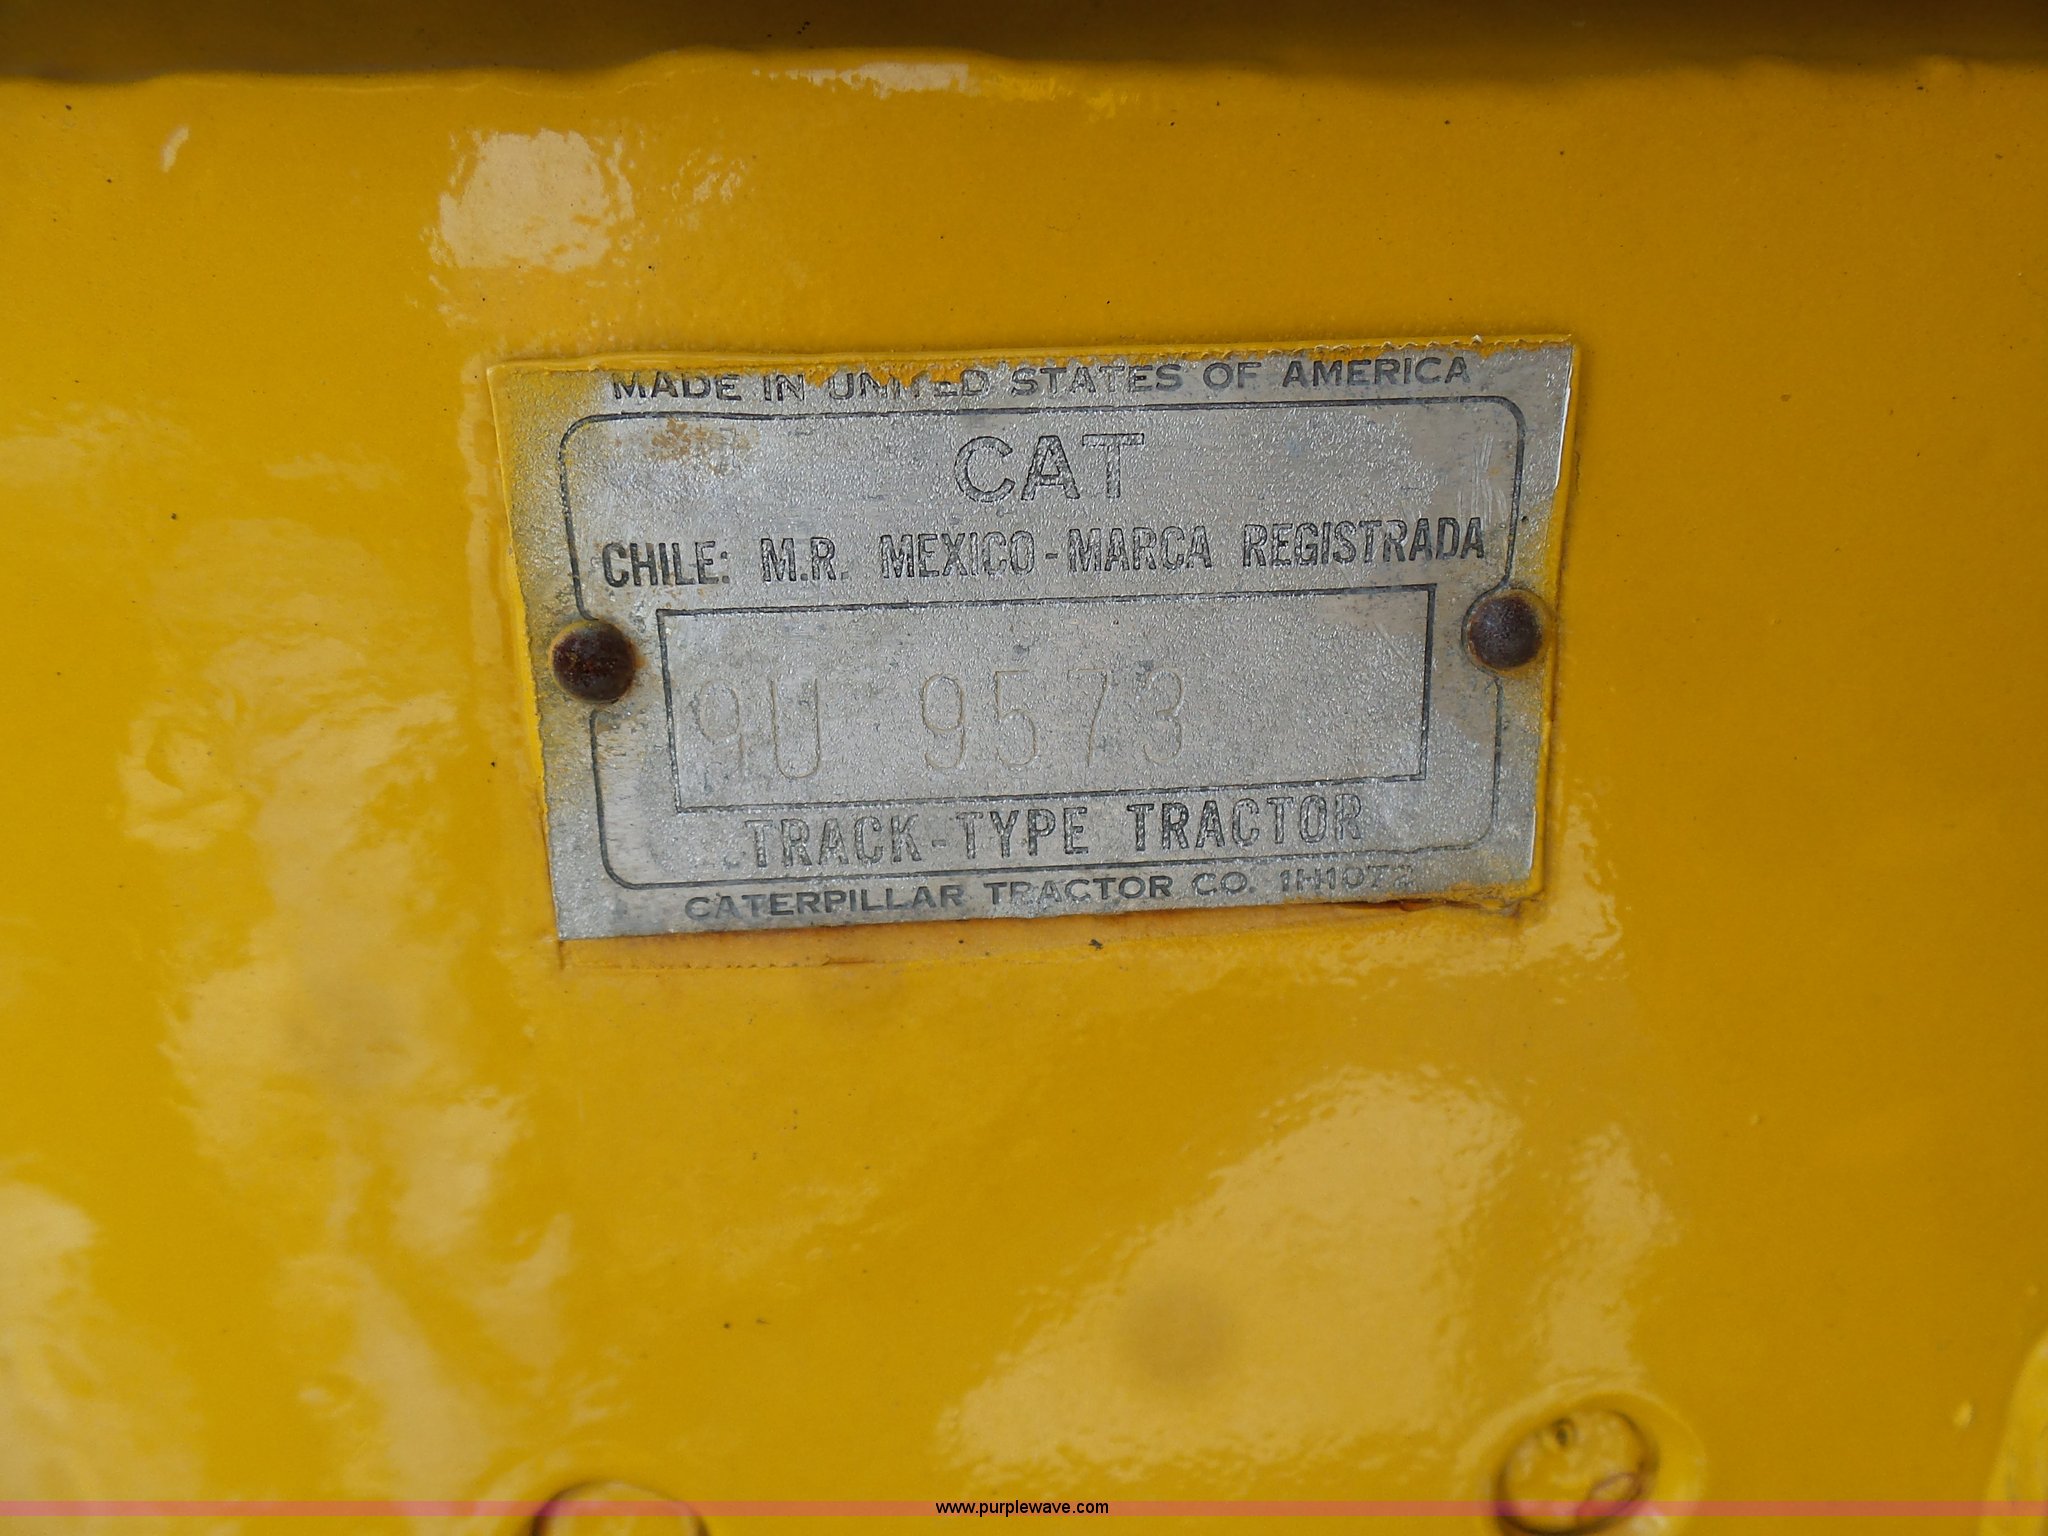 MADE IN UNITED STATES OF AMERICA
CAT
CHILE: M.R. MEXICO-MARCA REGISTRADA
9U 9573
TRACK-TYPE TRACTOR
CATERPILLAR TRACTOR CO. 1H1072
www.purplewave.com